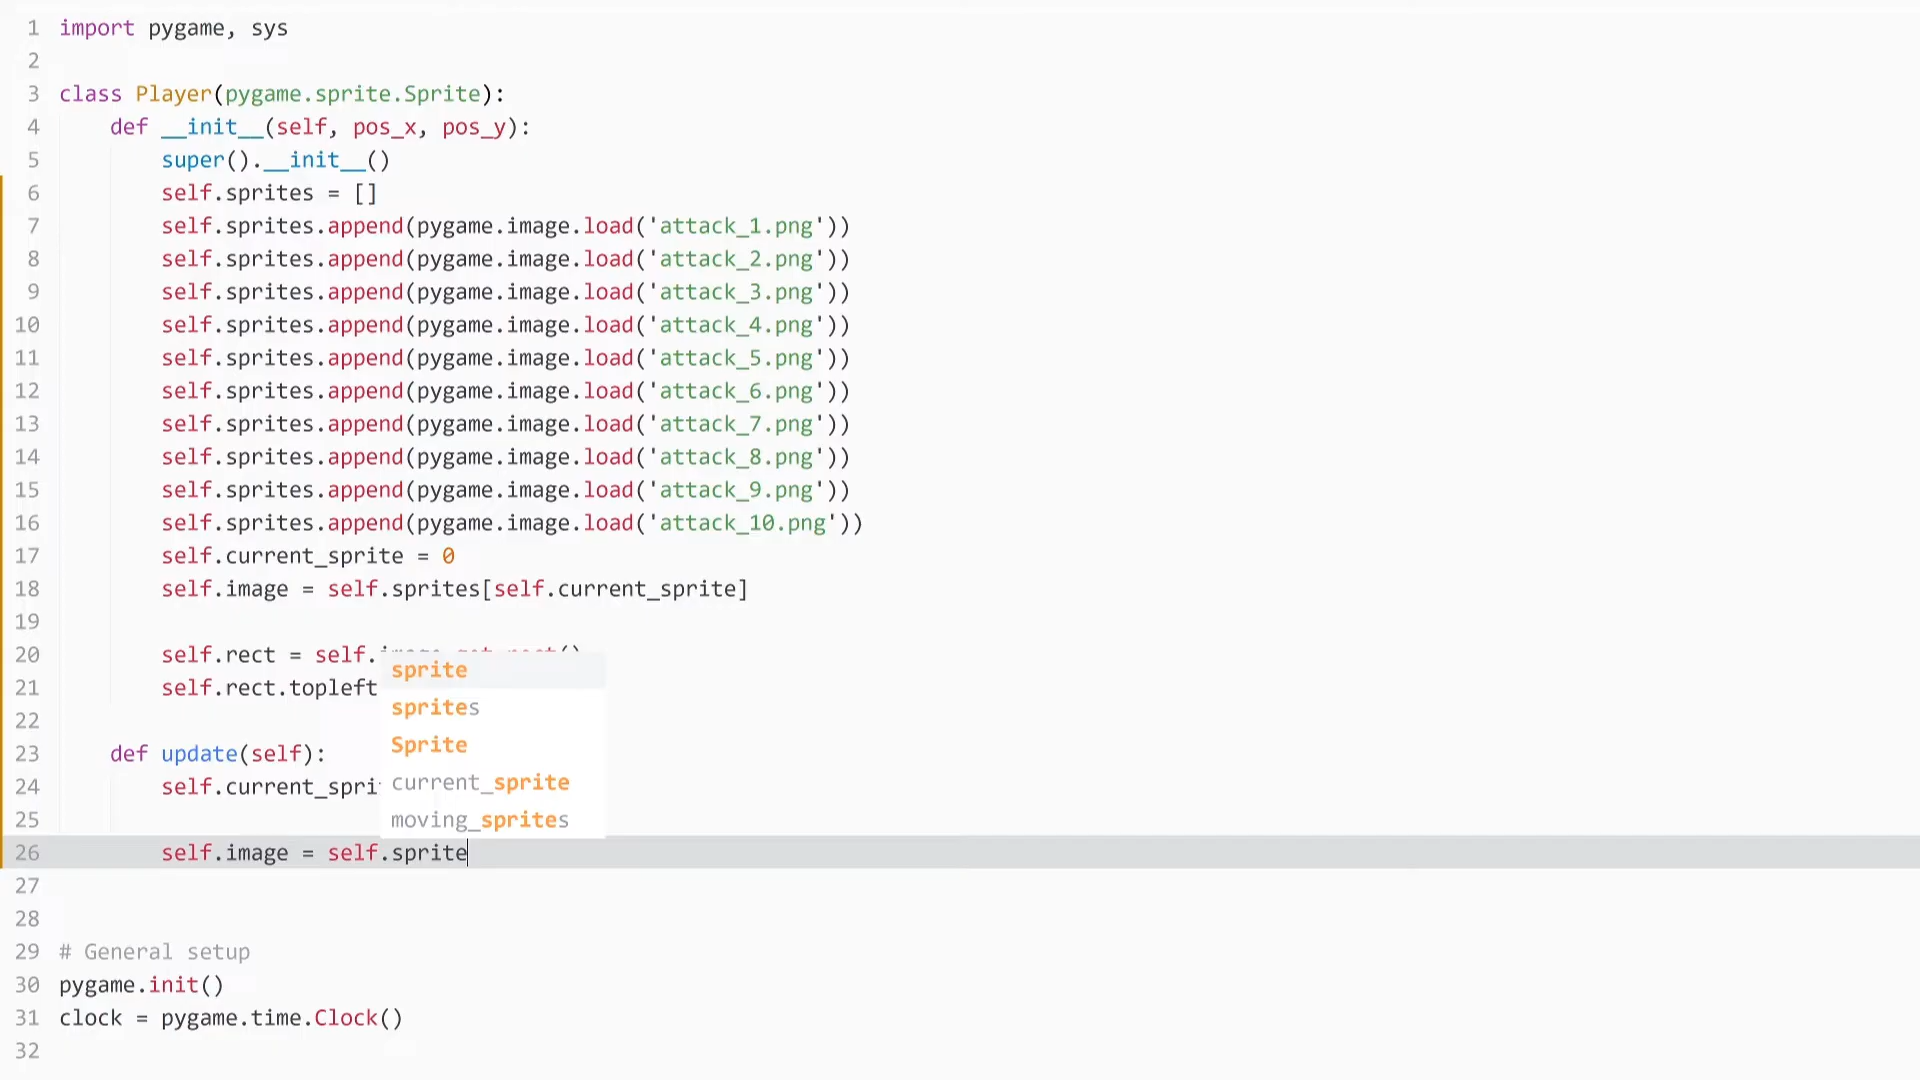 1 import pygame, sys
2
3 class Player(pygame.sprite.Sprite):
4 def __init__(self, pos_x, pos_y):
5 super().__init__()
6 self.sprites = []
7 self.sprites.append(pygame.image.load('attack_1.png'))
8 self.sprites.append(pygame.image.load('attack_2.png'))
9 self.sprites.append(pygame.image.load('attack_3.png'))
10 self.sprites.append(pygame.image.load('attack_4.png'))
11 self.sprites.append(pygame.image.load('attack_5.png'))
12 self.sprites.append(pygame.image.load('attack_6.png'))
13 self.sprites.append(pygame.image.load('attack_7.png'))
14 self.sprites.append(pygame.image.load('attack_8.png'))
15 self.sprites.append(pygame.image.load('attack_9.png'))
16 self.sprites.append(pygame.image.load('attack_10.png'))
17 self.current_sprite = 0
18 self.image = self.sprites[self.current_sprite]
19
20 self.rect = self.
sprite
21 self.rect.topleft
sprites
22
Sprite
23 def update(self):
current_sprite
24 self.current_spri
moving_sprites
25
26 self.image = self.sprite
27
28
29 # General setup
30 pygame.init()
31 clock = pygame.time.Clock()
32